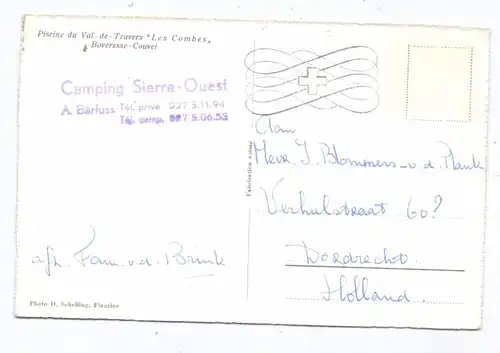 Piscine du Val-de-Travers "Les Combes"
Boveresse-Couvet
Camping Sierre-Ouest
A. Bärfuss Tél. privé 027 5.11.94
Tél. camp. 027 5.06.53
Aan
Mevr. J. Blommers-v.d. Plank
Verhulstraat 60?
Dordrecht.
Holland.
afz. Fam. v.d. Brink
Photo D. Schelling, Fleurier
Fabrication suisse